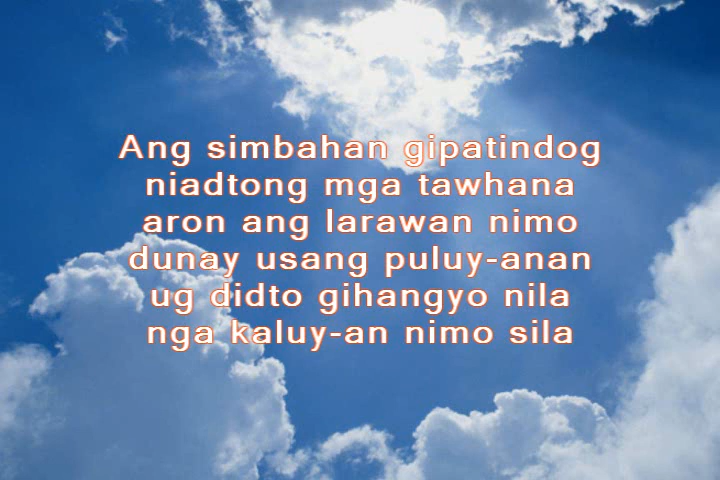 Ang simbahan gipatindog
niadtong mga tawhana
aron ang larawan nimo
dunay usang puluy-anan
ug didto gihangyo nila
nga kaluy-an nimo sila